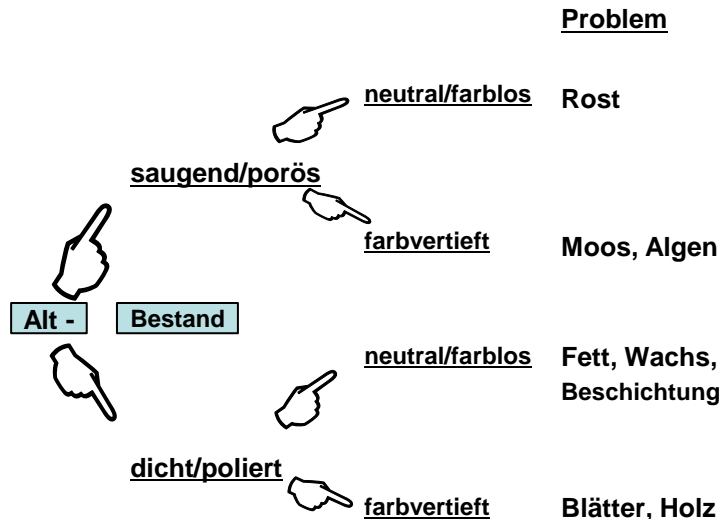 Problem
neutral/farblos Rost
saugend/porös
farbvertieft Moos, Algen
Alt - Bestand
neutral/farblos Fett, Wachs,
Beschichtung
dicht/poliert
farbvertieft Blätter, Holz